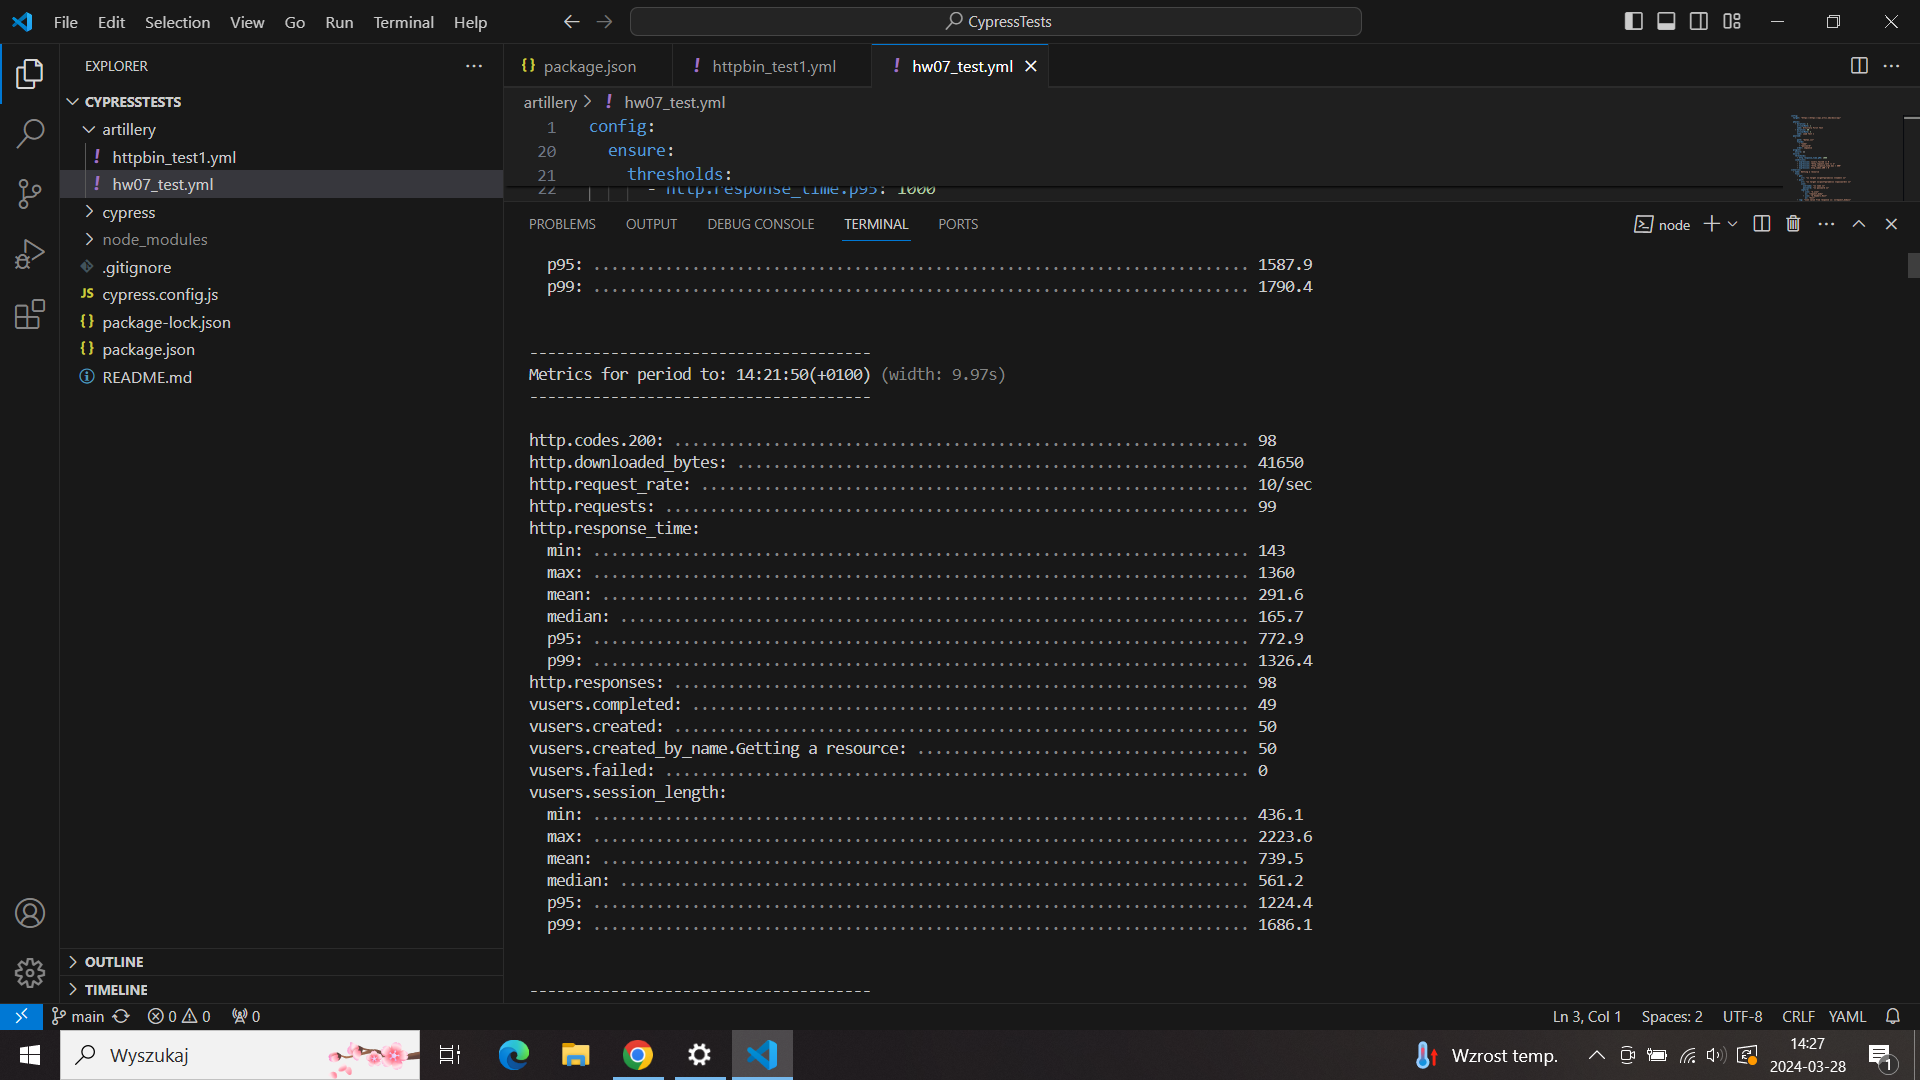 File Edit Selection View Go Run Terminal Help
CypressTests
EXPLORER
CYPRESSTESTS
artillery
! httpbin_test1.yml
! hw07_test.yml
cypress
node_modules
.gitignore
JS cypress.config.js
{} package-lock.json
{} package.json
README.md
OUTLINE
TIMELINE
{} package.json
! httpbin_test1.yml
! hw07_test.yml
artillery > ! hw07_test.yml
1 config:
20 ensure:
21 thresholds:
22 - http.response_time.p95: 1000
PROBLEMS OUTPUT DEBUG CONSOLE TERMINAL PORTS
node
p95: ......................................................................... 1587.9
p99: ......................................................................... 1790.4
--------------------------------------
Metrics for period to: 14:21:50(+0100) (width: 9.97s)
--------------------------------------
http.codes.200: ................................................................ 98
http.downloaded_bytes: ......................................................... 41650
http.request_rate: ............................................................. 10/sec
http.requests: ................................................................. 99
http.response_time:
min: ......................................................................... 143
max: ......................................................................... 1360
mean: ........................................................................ 291.6
median: ...................................................................... 165.7
p95: ......................................................................... 772.9
p99: ......................................................................... 1326.4
http.responses: ................................................................ 98
vusers.completed: .............................................................. 49
vusers.created: ................................................................ 50
vusers.created_by_name.Getting a resource: ..................................... 50
vusers.failed: ................................................................. 0
vusers.session_length:
min: ......................................................................... 436.1
max: ......................................................................... 2223.6
mean: ........................................................................ 739.5
median: ...................................................................... 561.2
p95: ......................................................................... 1224.4
p99: ......................................................................... 1686.1
--------------------------------------
main 0 0 0
Ln 3, Col 1 Spaces: 2 UTF-8 CRLF YAML
Wyszukaj
Wzrost temp.
14:27
2024-03-28
1